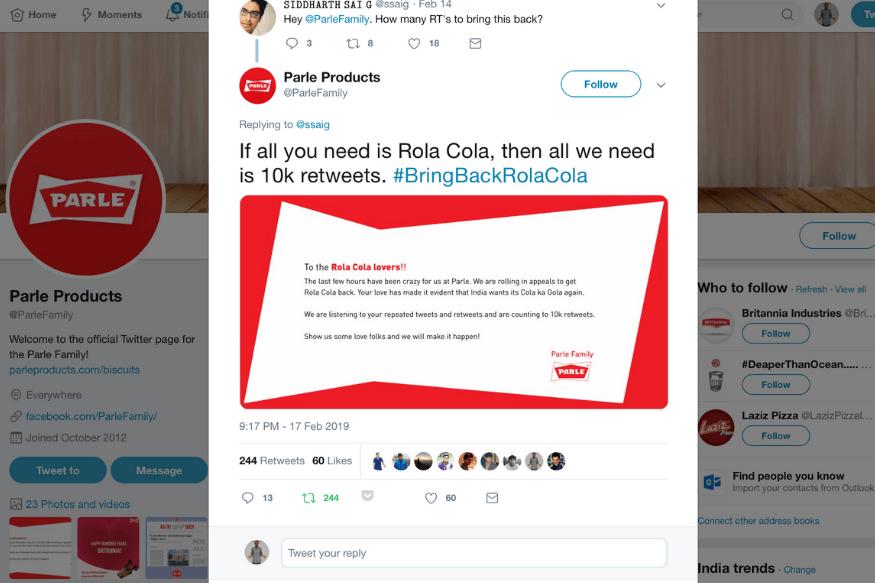 Home
Moments
3
Notifi
SIDDHARTH SAI G @ssaig · Feb 14
Hey @ParleFamily. How many RT's to bring this back?
3
8
18
PARLE
Parle Products
@ParleFamily
Follow
Replying to @ssaig
If all you need is Rola Cola, then all we need
is 10k retweets. #BringBackRolaCola
To the Rola Cola lovers!!
The last few hours have been crazy for us at Parle. We are rolling in appeals to get
Rola Cola back. Your love has made it evident that India wants its Cola ka Gola again.
We are listening to your repeated tweets and retweets and are counting to 10k retweets.
Show us some love folks and we will make it happen!
Parle Family
PARLE
9:17 PM - 17 Feb 2019
244 Retweets 60 Likes
13
244
60
Tweet your reply
PARLE
®
Parle Products
@ParleFamily
Welcome to the official Twitter page for
the Parle Family!
parleproducts.com/biscuits
Everywhere
facebook.com/ParleFamily/
Joined October 2012
Tweet to
Message
23 Photos and videos
Tw
Follow
Who to follow · Refresh · View all
Britannia Industries @Bri...
Follow
#DeaperThanOcean..... ...
Follow
Laziz Pizza @LazizPizzal...
Follow
Laziz
Find people you know
Import your contacts from Outlook
Connect other address books
India trends · Change